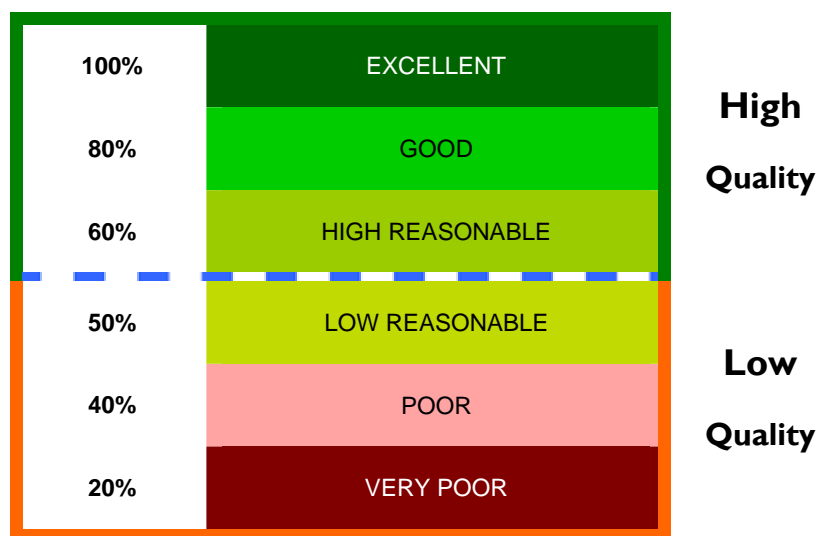 100% EXCELLENT
80% GOOD
60% HIGH REASONABLE
High
Quality
50% LOW REASONABLE
40% POOR
20% VERY POOR
Low
Quality